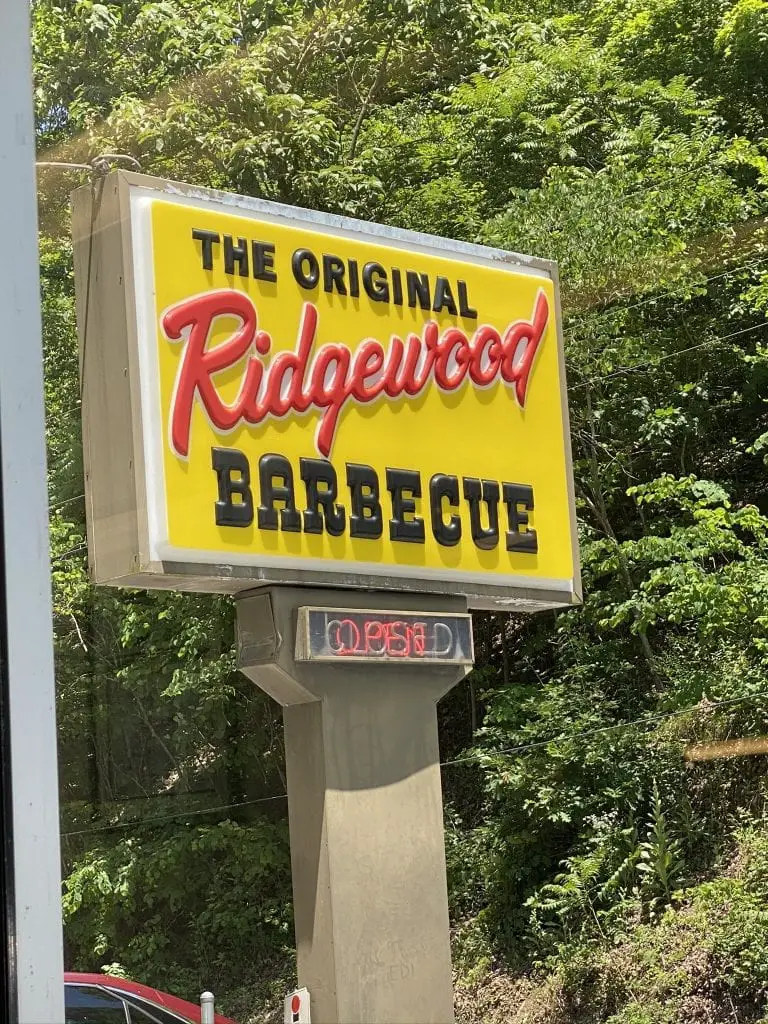 THE ORIGINAL
Ridgewood
BARBECUE
OPEN